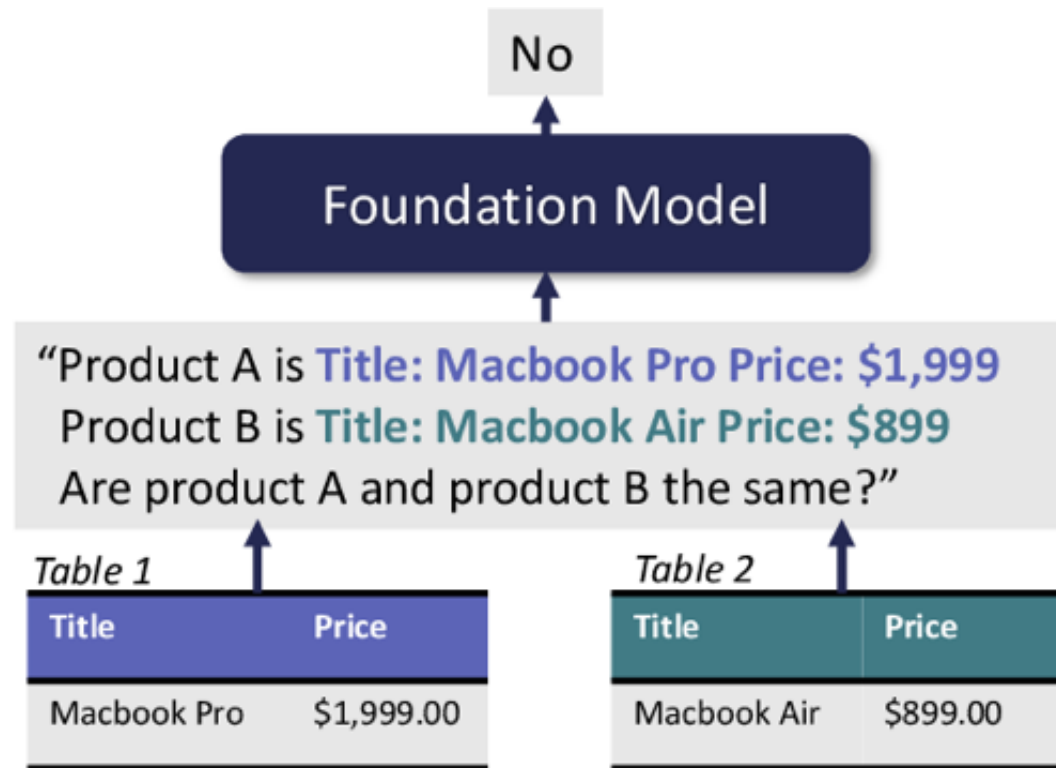 No
Foundation Model
“Product A is Title: Macbook Pro Price: $1,999
Product B is Title: Macbook Air Price: $899
Are product A and product B the same?”
Table 1
Title Price
Macbook Pro $1,999.00
Table 2
Title Price
Macbook Air $899.00